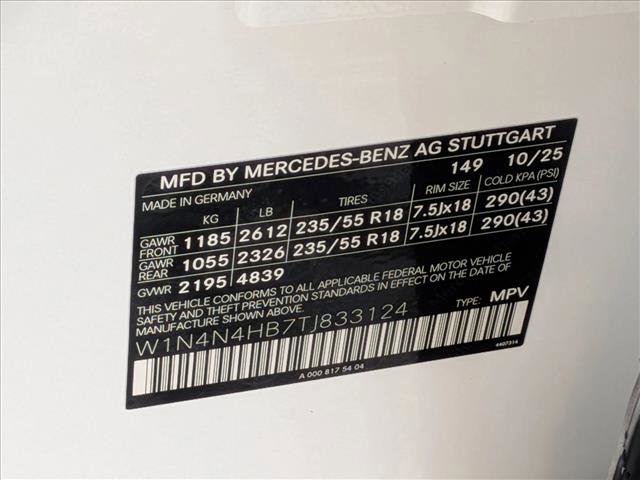 MFD BY MERCEDES-BENZ AG STUTTGART
MADE IN GERMANY 149 10/25
KG LB TIRES RIM SIZE COLD KPA (PSI)
GAWR FRONT 1185 2612 235/55 R18 7.5Jx18 290(43)
GAWR REAR 1055 2326 235/55 R18 7.5Jx18 290(43)
GVWR 2195 4839
THIS VEHICLE CONFORMS TO ALL APPLICABLE FEDERAL MOTOR VEHICLE
SAFETY AND THEFT PREVENTION STANDARDS IN EFFECT ON THE DATE OF
MANUFACTURE SHOWN ABOVE.
W1N4N4HB7TJ833124 TYPE: MPV
4407314
A 000 817 54 04